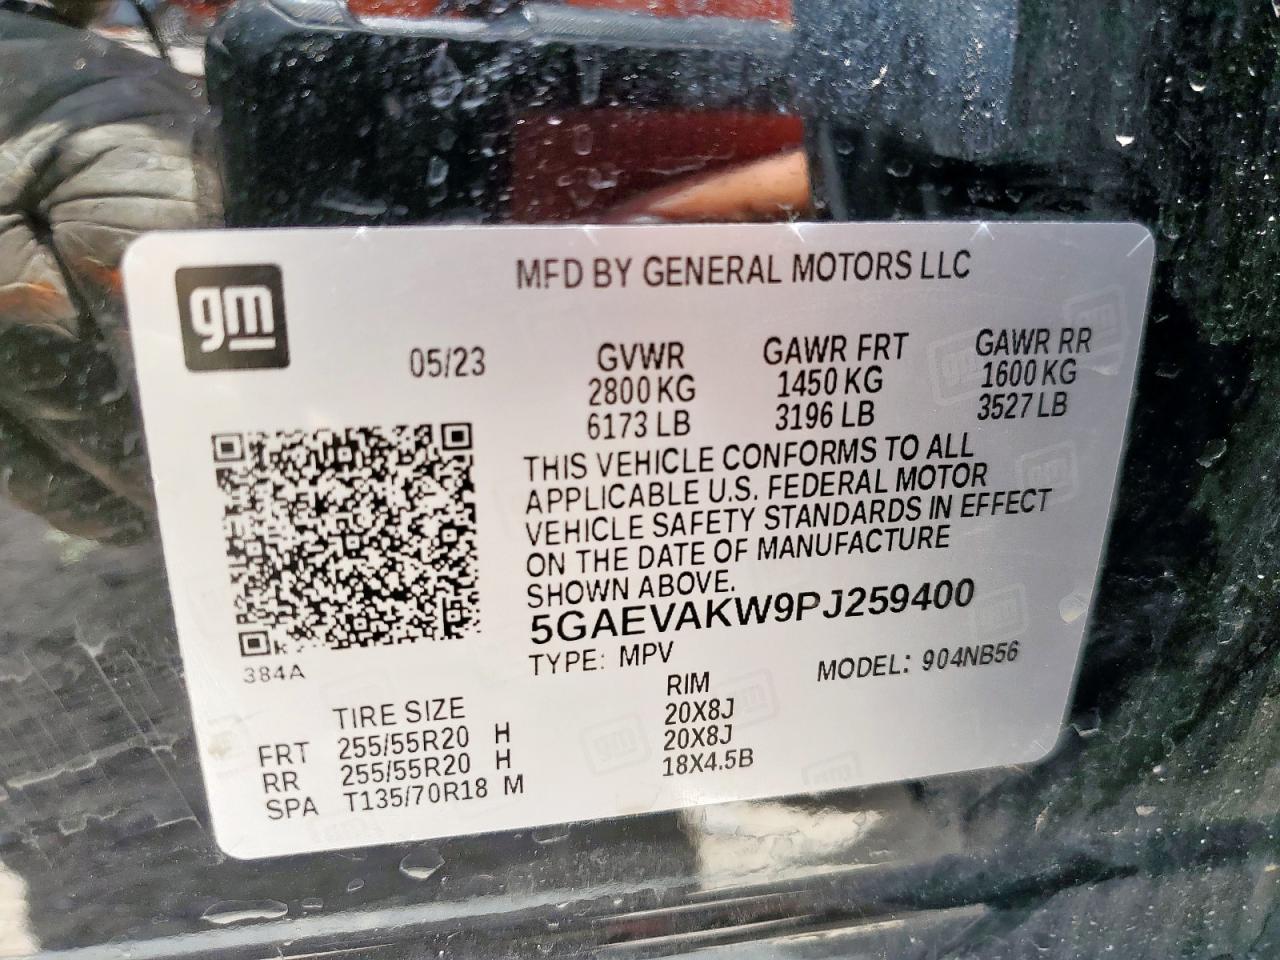 gm
MFD BY GENERAL MOTORS LLC
05/23
GVWR GAWR FRT GAWR RR
2800 KG 1450 KG 1600 KG
6173 LB 3196 LB 3527 LB
THIS VEHICLE CONFORMS TO ALL
APPLICABLE U.S. FEDERAL MOTOR
VEHICLE SAFETY STANDARDS IN EFFECT
ON THE DATE OF MANUFACTURE
SHOWN ABOVE.
5GAEVAKW9PJ259400
384A
TYPE: MPV MODEL: 904NB56
TIRE SIZE RIM
FRT 255/55R20 H 20X8J
RR 255/55R20 H 20X8J
SPA T135/70R18 M 18X4.5B